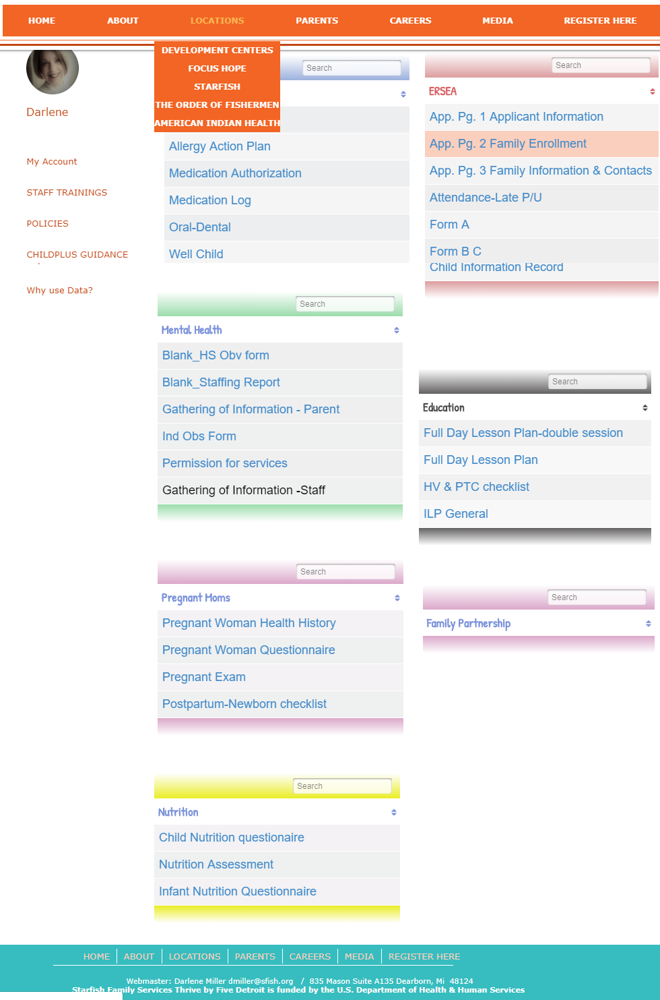 HOME ABOUT LOCATIONS PARENTS CAREERS MEDIA REGISTER HERE
DEVELOPMENT CENTERS
FOCUS HOPE
STARFISH
THE ORDER OF FISHERMEN
AMERICAN INDIAN HEALTH
Darlene
My Account
STAFF TRAININGS
POLICIES
CHILDPLUS GUIDANCE
Why use Data?
Search
Allergy Action Plan
Medication Authorization
Medication Log
Oral-Dental
Well Child
Search
ERSEA
App. Pg. 1 Applicant Information
App. Pg. 2 Family Enrollment
App. Pg. 3 Family Information & Contacts
Attendance-Late P/U
Form A
Form B C
Child Information Record
Search
Mental Health
Blank_HS Obv form
Blank_Staffing Report
Gathering of Information - Parent
Ind Obs Form
Permission for services
Gathering of Information -Staff
Search
Education
Full Day Lesson Plan-double session
Full Day Lesson Plan
HV & PTC checklist
ILP General
Search
Pregnant Moms
Pregnant Woman Health History
Pregnant Woman Questionnaire
Pregnant Exam
Postpartum-Newborn checklist
Search
Family Partnership
Search
Nutrition
Child Nutrition questionaire
Nutrition Assessment
Infant Nutrition Questionnaire
HOME ABOUT LOCATIONS PARENTS CAREERS MEDIA REGISTER HERE
Webmaster: Darlene Miller dmiller@sfish.org / 835 Mason Suite A135 Dearborn, Mi 48124
Starfish Family Services Thrive by Five Detroit is funded by the U.S. Department of Health & Human Services